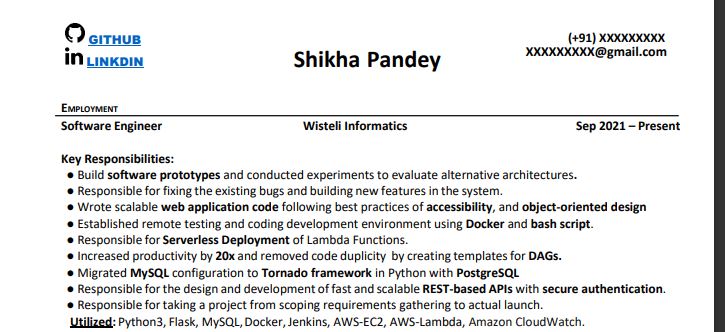 GITHUB
(+91) XXXXXXXXX
in LINKDIN
XXXXXXXXX@gmail.com
Shikha Pandey
EMPLOYMENT
Software Engineer Wisteli Informatics Sep 2021 – Present
Key Responsibilities:
● Build software prototypes and conducted experiments to evaluate alternative architectures.
● Responsible for fixing the existing bugs and building new features in the system.
● Wrote scalable web application code following best practices of accessibility, and object-oriented design
● Established remote testing and coding development environment using Docker and bash script.
● Responsible for Serverless Deployment of Lambda Functions.
● Increased productivity by 20x and removed code duplicity by creating templates for DAGs.
● Migrated MySQL configuration to Tornado framework in Python with PostgreSQL
● Responsible for the design and development of fast and scalable REST-based APIs with secure authentication.
● Responsible for taking a project from scoping requirements gathering to actual launch.
Utilized: Python3, Flask, MySQL, Docker, Jenkins, AWS-EC2, AWS-Lambda, Amazon CloudWatch.